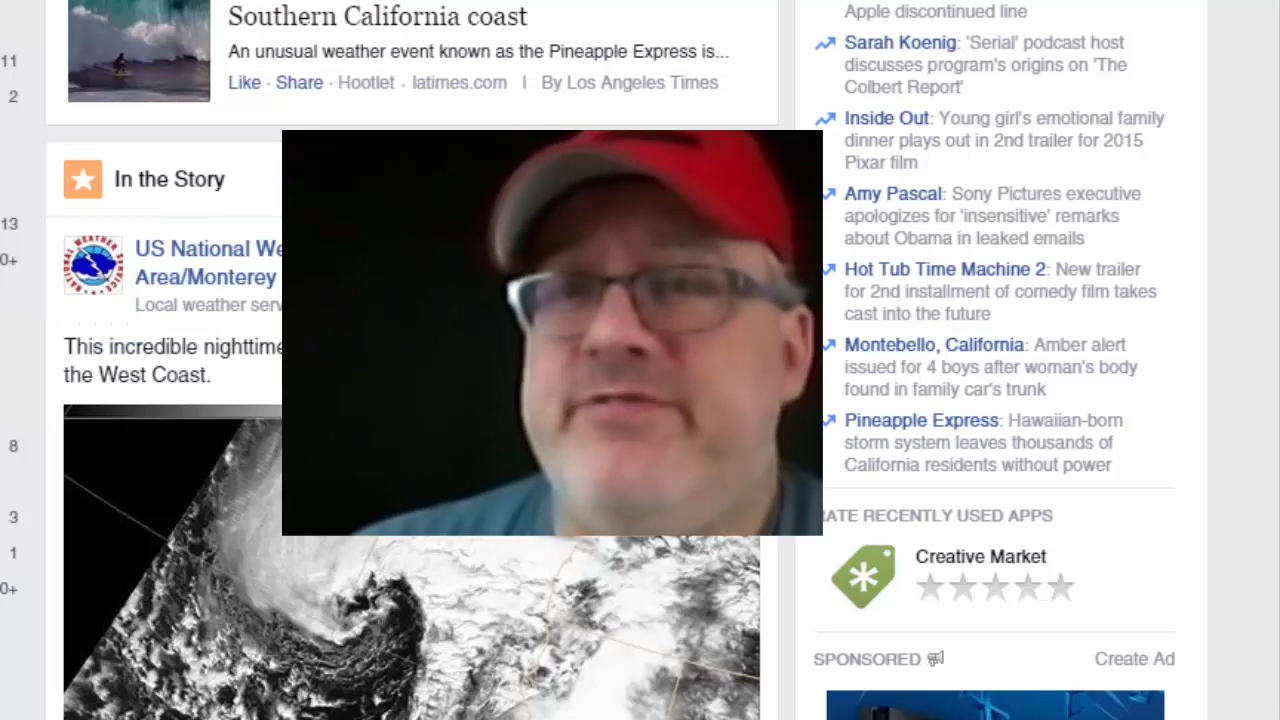 Southern California coast
An unusual weather event known as the Pineapple Express is...
Like · Share · Hootlet · latimes.com | By Los Angeles Times
11
2
In the Story
13
0+
US National We
Area/Monterey
Local weather serv
NATIONAL WEATHER SERVICE
This incredible nighttime
the West Coast.
8
3
1
0+
Apple discontinued line
Sarah Koenig: 'Serial' podcast host
discusses program's origins on 'The
Colbert Report'
Inside Out: Young girl's emotional family
dinner plays out in 2nd trailer for 2015
Pixar film
Amy Pascal: Sony Pictures executive
apologizes for 'insensitive' remarks
about Obama in leaked emails
Hot Tub Time Machine 2: New trailer
for 2nd installment of comedy film takes
cast into the future
Montebello, California: Amber alert
issued for 4 boys after woman's body
found in family car's trunk
Pineapple Express: Hawaiian-born
storm system leaves thousands of
California residents without power
ATE RECENTLY USED APPS
Creative Market
SPONSORED
Create Ad